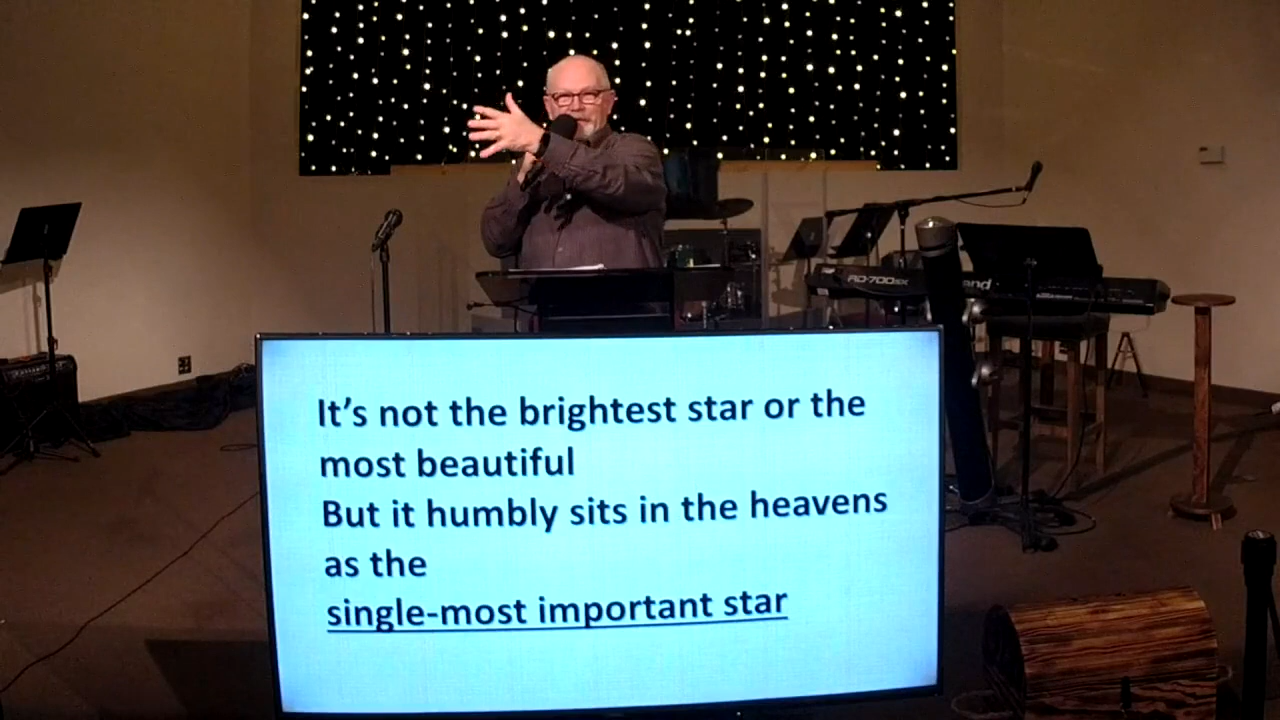 RD-700SX
It's not the brightest star or the
most beautiful
But it humbly sits in the heavens
as the
single-most important star